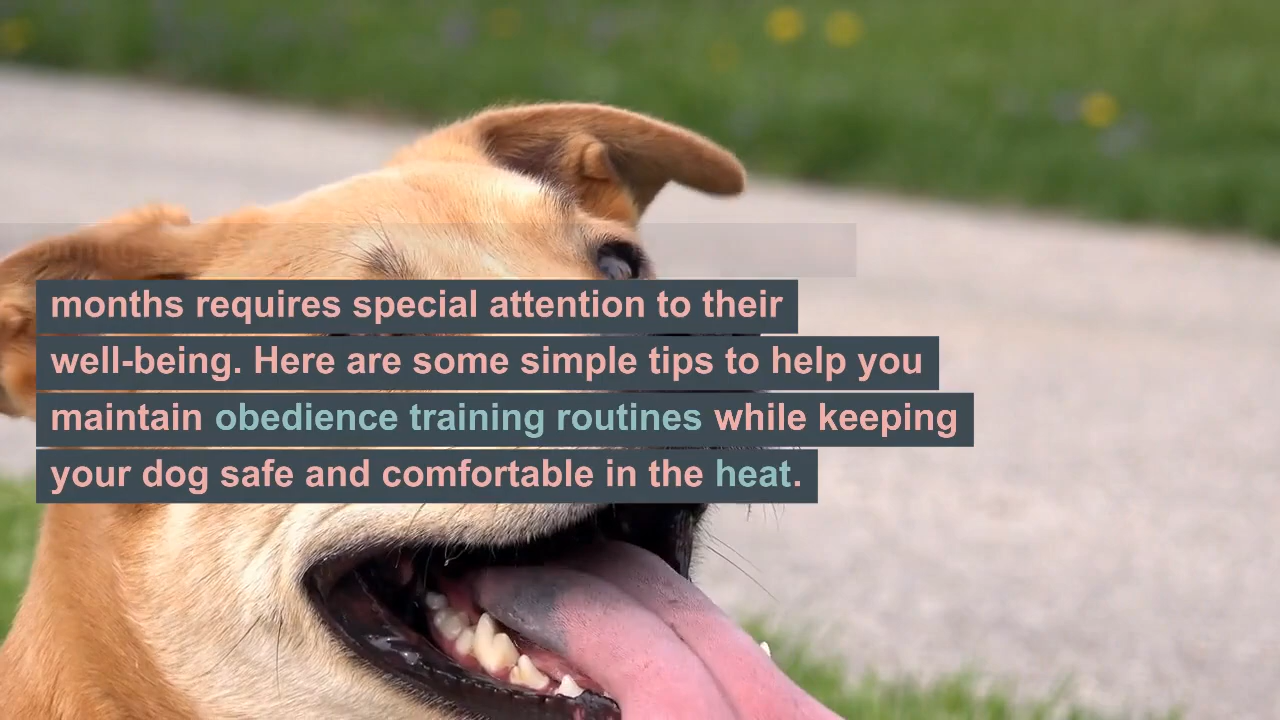 months requires special attention to their
well-being. Here are some simple tips to help you
maintain obedience training routines while keeping
your dog safe and comfortable in the heat.